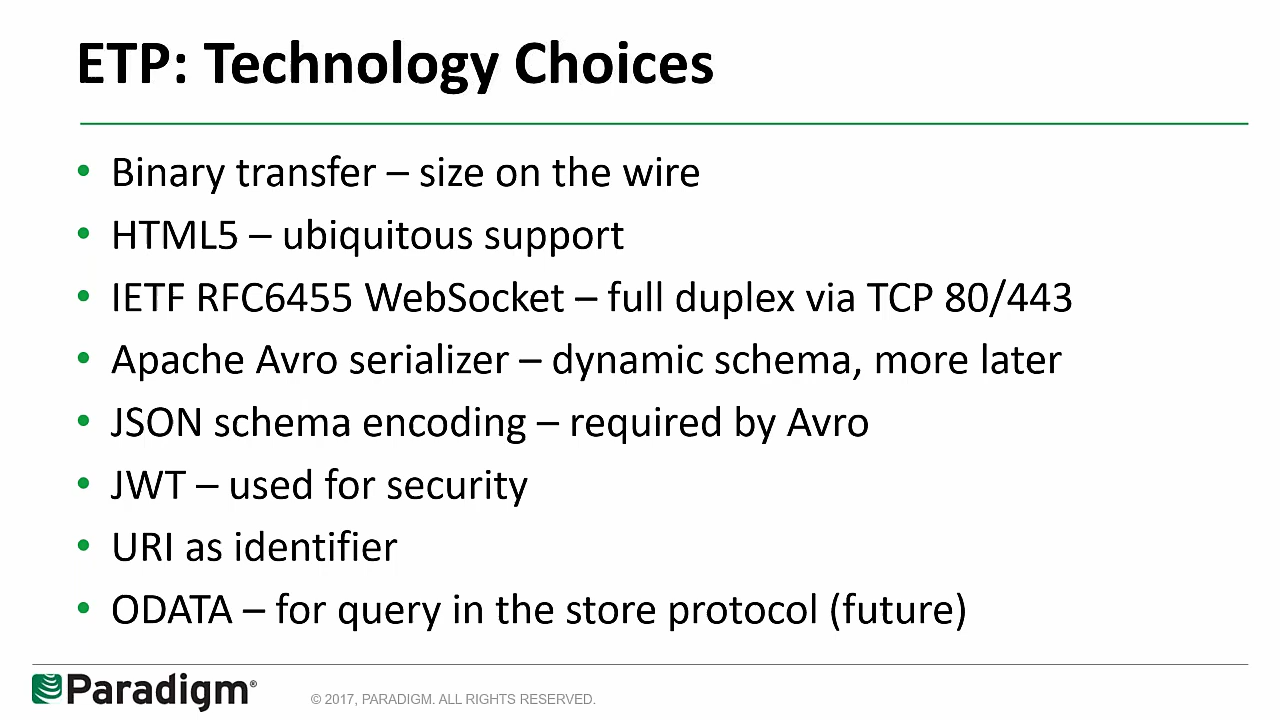 ETP: Technology Choices
• Binary transfer – size on the wire
• HTML5 – ubiquitous support
• IETF RFC6455 WebSocket – full duplex via TCP 80/443
• Apache Avro serializer – dynamic schema, more later
• JSON schema encoding – required by Avro
• JWT – used for security
• URI as identifier
• ODATA – for query in the store protocol (future)
Paradigm®
© 2017, PARADIGM. ALL RIGHTS RESERVED.